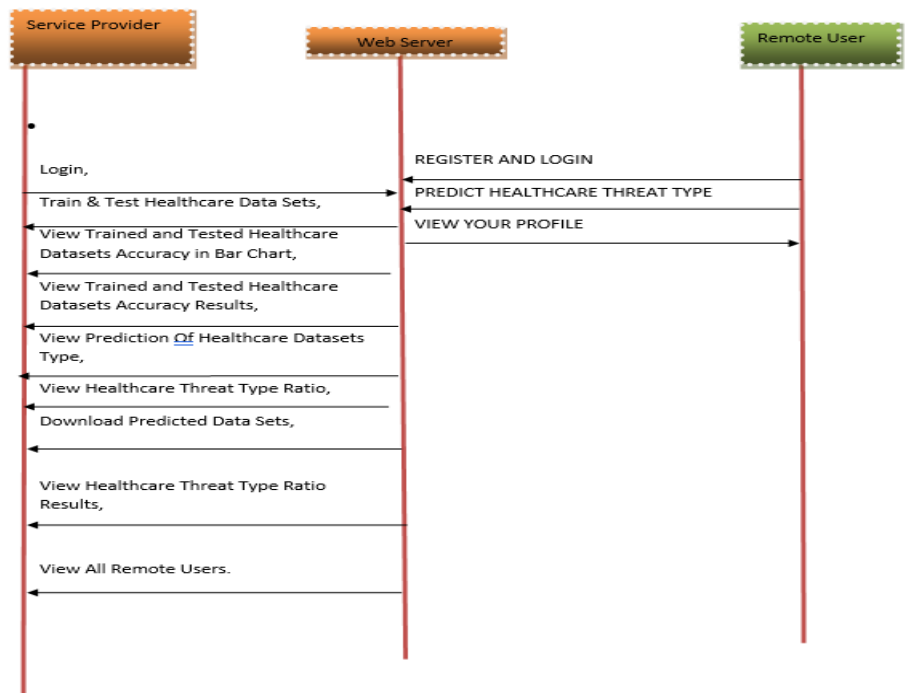 Service Provider
Web Server
Remote User
Login,
Train & Test Healthcare Data Sets,
View Trained and Tested Healthcare
Datasets Accuracy in Bar Chart,
View Trained and Tested Healthcare
Datasets Accuracy Results,
View Prediction Of Healthcare Datasets
Type,
View Healthcare Threat Type Ratio,
Download Predicted Data Sets,
View Healthcare Threat Type Ratio
Results,
View All Remote Users.
REGISTER AND LOGIN
PREDICT HEALTHCARE THREAT TYPE
VIEW YOUR PROFILE